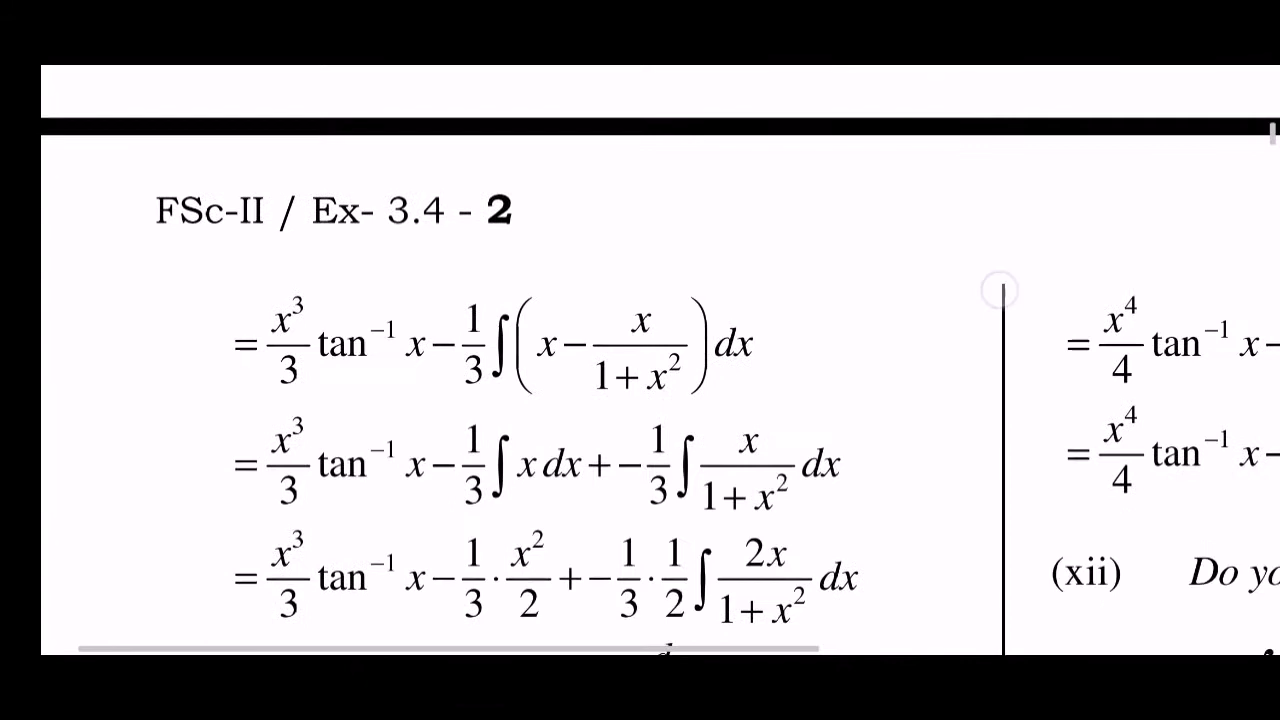 FSc-II / Ex- 3.4 - 2
= x³/3 tan⁻¹ x − 1/3 ∫ ( x − x/(1+x²) ) dx
= x³/3 tan⁻¹ x − 1/3 ∫ x dx + − 1/3 ∫ x/(1+x²) dx
= x³/3 tan⁻¹ x − 1/3 · x²/2 + − 1/3 · 1/2 ∫ 2x/(1+x²) dx
= x⁴/4 tan⁻¹ x −
= x⁴/4 tan⁻¹ x −
(xii) Do